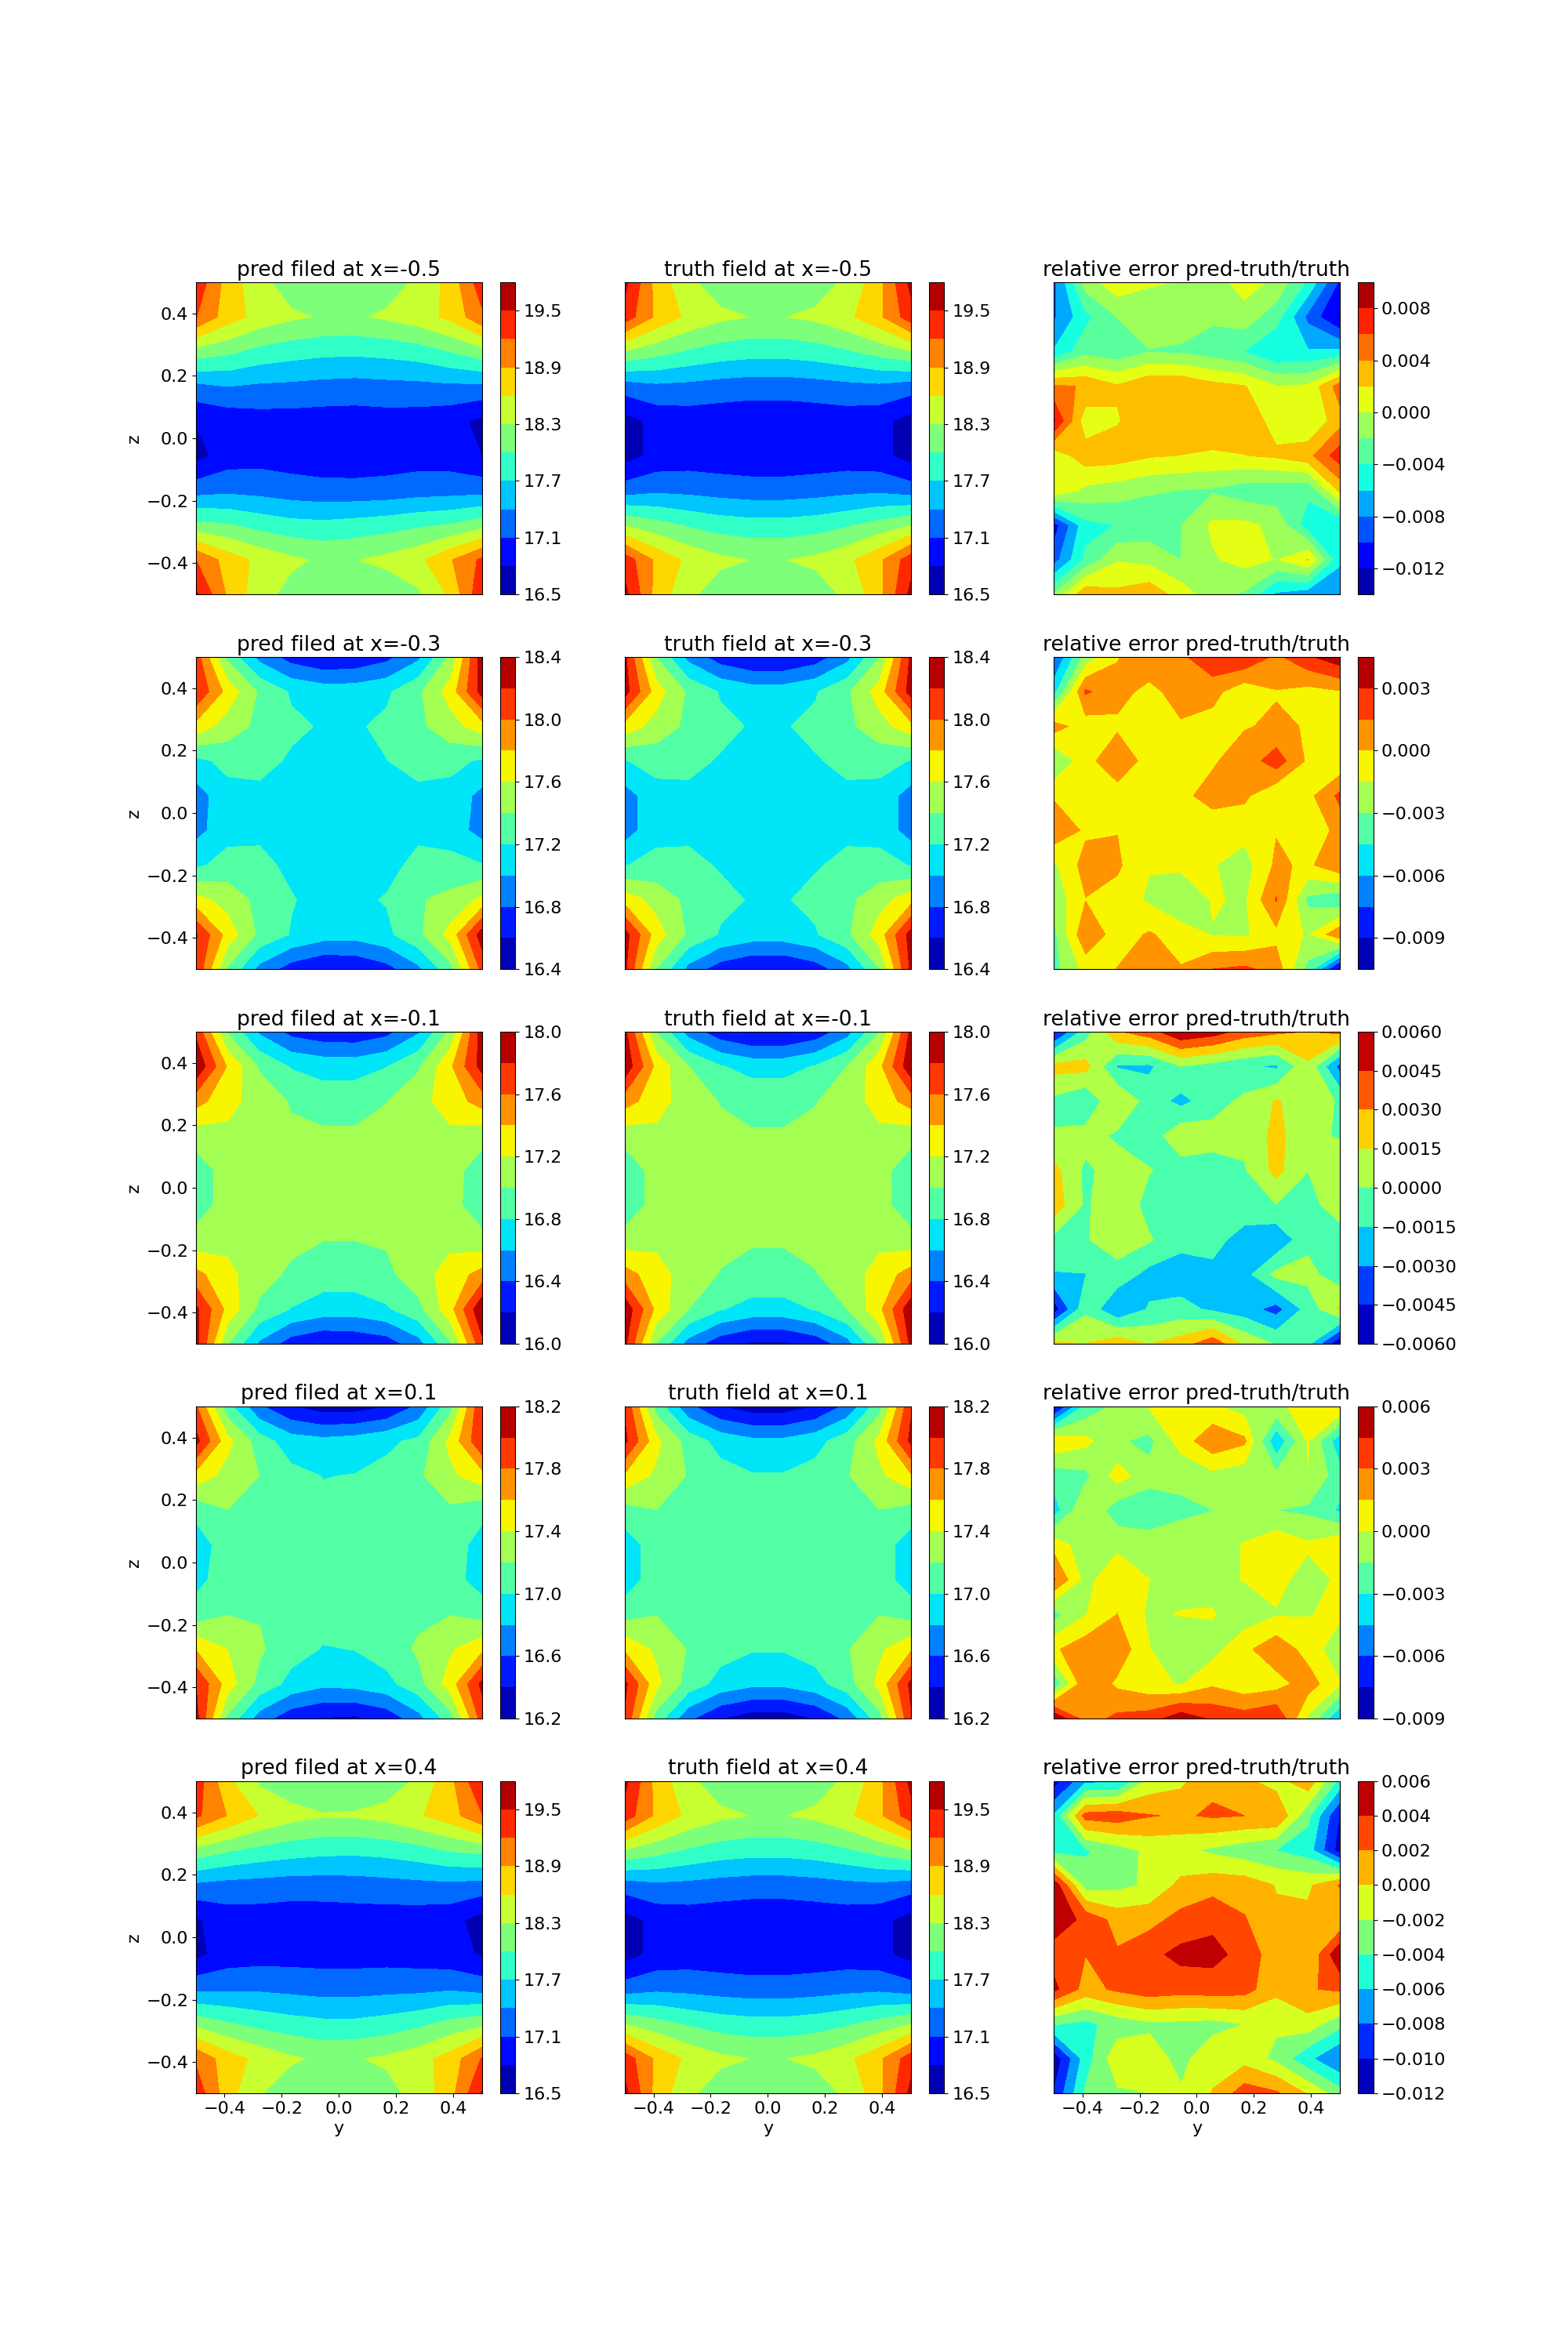 pred filed at x=-0.5 truth field at x=-0.5 relative error pred-truth/truth
z 0.4 0.2 0.0 −0.2 −0.4
19.5 18.9 18.3 17.7 17.1 16.5
19.5 18.9 18.3 17.7 17.1 16.5
0.008 0.004 0.000 −0.004 −0.008 −0.012
pred filed at x=-0.3 truth field at x=-0.3 relative error pred-truth/truth
z 0.4 0.2 0.0 −0.2 −0.4
18.4 18.0 17.6 17.2 16.8 16.4
18.4 18.0 17.6 17.2 16.8 16.4
0.003 0.000 −0.003 −0.006 −0.009
pred filed at x=-0.1 truth field at x=-0.1 relative error pred-truth/truth
z 0.4 0.2 0.0 −0.2 −0.4
18.0 17.6 17.2 16.8 16.4 16.0
18.0 17.6 17.2 16.8 16.4 16.0
0.0060 0.0045 0.0030 0.0015 0.0000 −0.0015 −0.0030 −0.0045 −0.0060
pred filed at x=0.1 truth field at x=0.1 relative error pred-truth/truth
z 0.4 0.2 0.0 −0.2 −0.4
18.2 17.8 17.4 17.0 16.6 16.2
18.2 17.8 17.4 17.0 16.6 16.2
0.006 0.003 0.000 −0.003 −0.006 −0.009
pred filed at x=0.4 truth field at x=0.4 relative error pred-truth/truth
z 0.4 0.2 0.0 −0.2 −0.4
19.5 18.9 18.3 17.7 17.1 16.5
19.5 18.9 18.3 17.7 17.1 16.5
0.006 0.004 0.002 0.000 −0.002 −0.004 −0.006 −0.008 −0.010 −0.012
−0.4 −0.2 0.0 0.2 0.4 −0.4 −0.2 0.0 0.2 0.4 −0.4 −0.2 0.0 0.2 0.4
y y y